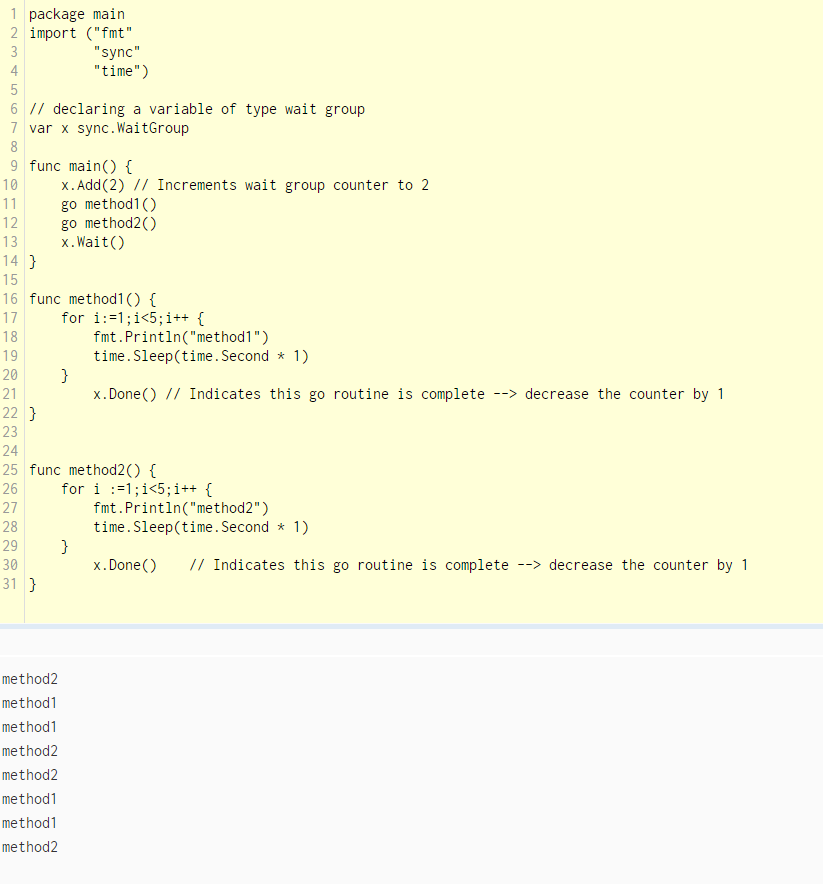 1 package main
2 import ("fmt"
3         "sync"
4         "time")
5
6 // declaring a variable of type wait group
7 var x sync.WaitGroup
8
9 func main() {
10     x.Add(2) // Increments wait group counter to 2
11     go method1()
12     go method2()
13     x.Wait()
14 }
15
16 func method1() {
17     for i:=1;i<5;i++ {
18         fmt.Println("method1")
19         time.Sleep(time.Second * 1)
20     }
21         x.Done() // Indicates this go routine is complete --> decrease the counter by 1
22 }
23
24
25 func method2() {
26     for i :=1;i<5;i++ {
27         fmt.Println("method2")
28         time.Sleep(time.Second * 1)
29     }
30         x.Done()    // Indicates this go routine is complete --> decrease the counter by 1
31 }
method2
method1
method1
method2
method2
method1
method1
method2